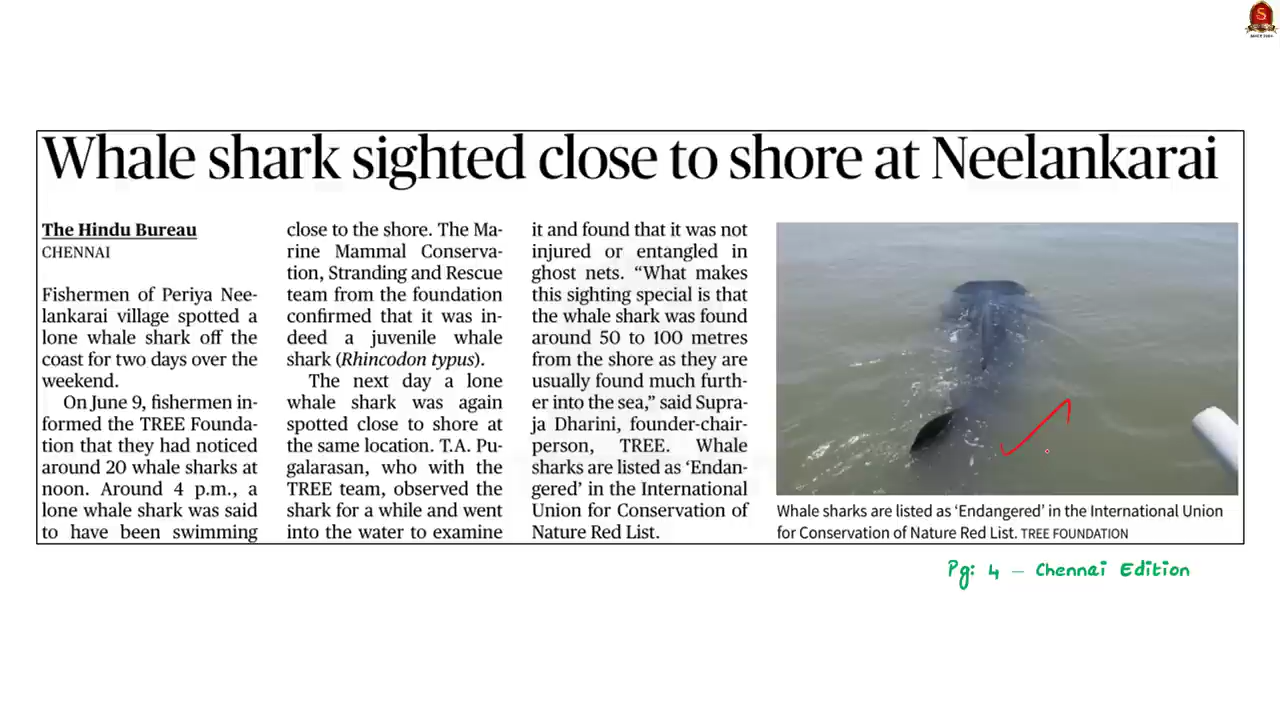 Whale shark sighted close to shore at Neelankarai
The Hindu Bureau
CHENNAI
Fishermen of Periya Nee-
lankarai village spotted a
lone whale shark off the
coast for two days over the
weekend.
On June 9, fishermen in-
formed the TREE Founda-
tion that they had noticed
around 20 whale sharks at
noon. Around 4 p.m., a
lone whale shark was said
to have been swimming
close to the shore. The Ma-
rine Mammal Conserva-
tion, Stranding and Rescue
team from the foundation
confirmed that it was in-
deed a juvenile whale
shark (Rhincodon typus).
The next day a lone
whale shark was again
spotted close to shore at
the same location. T.A. Pu-
galarasan, who with the
TREE team, observed the
shark for a while and went
into the water to examine
it and found that it was not
injured or entangled in
ghost nets. “What makes
this sighting special is that
the whale shark was found
around 50 to 100 metres
from the shore as they are
usually found much furth-
er into the sea,” said Supra-
ja Dharini, founder-chair-
person, TREE. Whale
sharks are listed as ‘Endan-
gered’ in the International
Union for Conservation of
Nature Red List.
Whale sharks are listed as ‘Endangered’ in the International Union
for Conservation of Nature Red List. TREE FOUNDATION
Pg: 4 – Chennai Edition